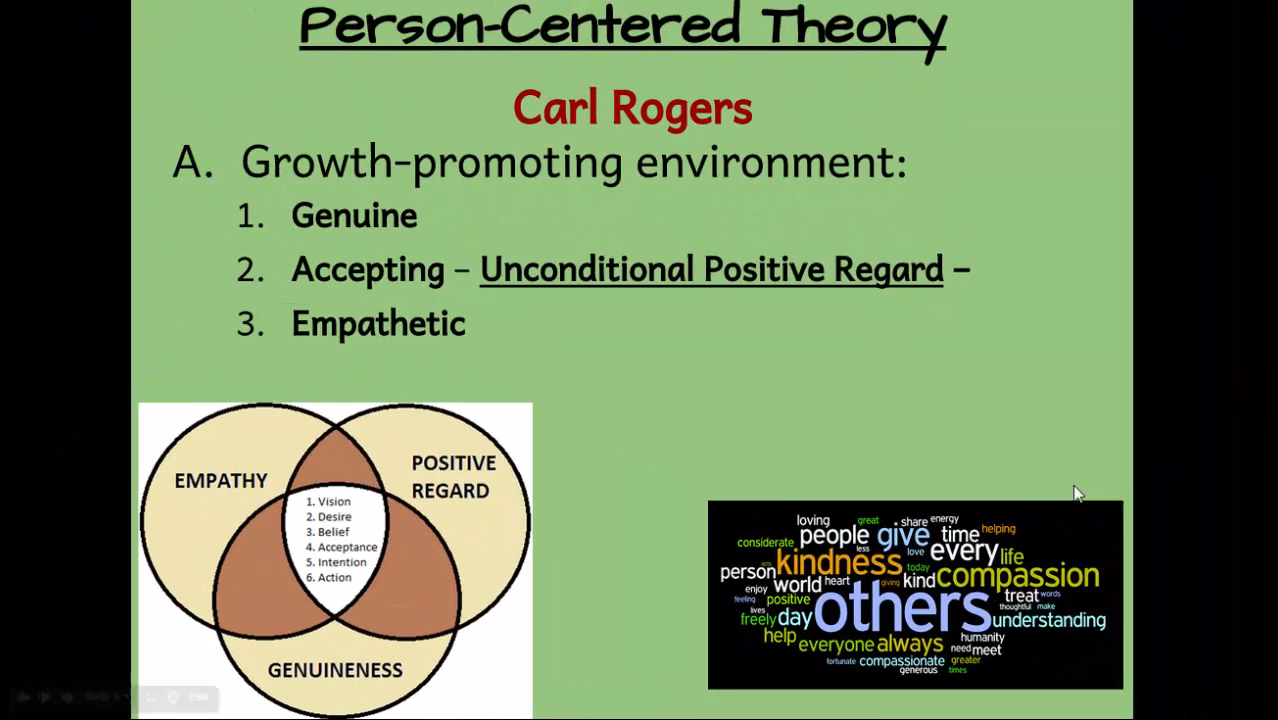 Person-Centered Theory
Carl Rogers
A. Growth-promoting environment:
1. Genuine
2. Accepting – Unconditional Positive Regard –
3. Empathetic
EMPATHY
POSITIVE
REGARD
1. Vision
2. Desire
3. Belief
4. Acceptance
5. Intention
6. Action
GENUINENESS
loving great share energy
people give time helping
considerate less love every life
kindness today
person world heart giving kind compassion
enjoy
feeling positive others treat words
lives thoughtful make
freely day understanding
help everyone always humanity
need meet
fortunate compassionate greater
generous times